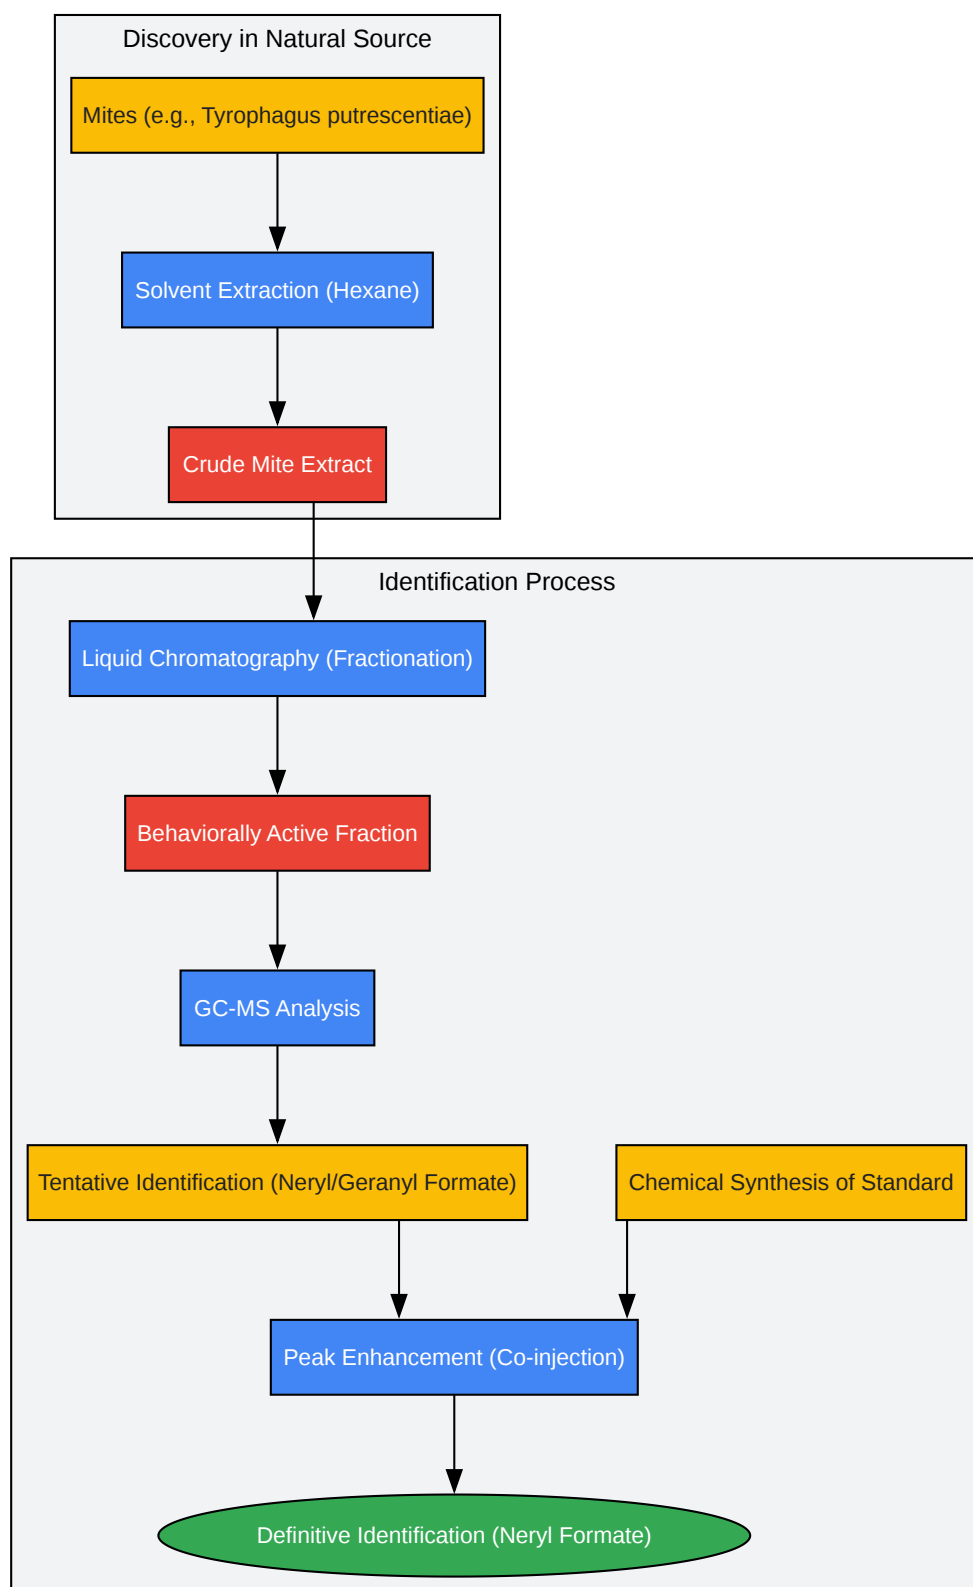 Discovery in Natural Source
Mites (e.g., Tyrophagus putrescentiae)
Solvent Extraction (Hexane)
Crude Mite Extract
Identification Process
Liquid Chromatography (Fractionation)
Behaviorally Active Fraction
GC-MS Analysis
Tentative Identification (Neryl/Geranyl Formate)
Chemical Synthesis of Standard
Peak Enhancement (Co-injection)
Definitive Identification (Neryl Formate)